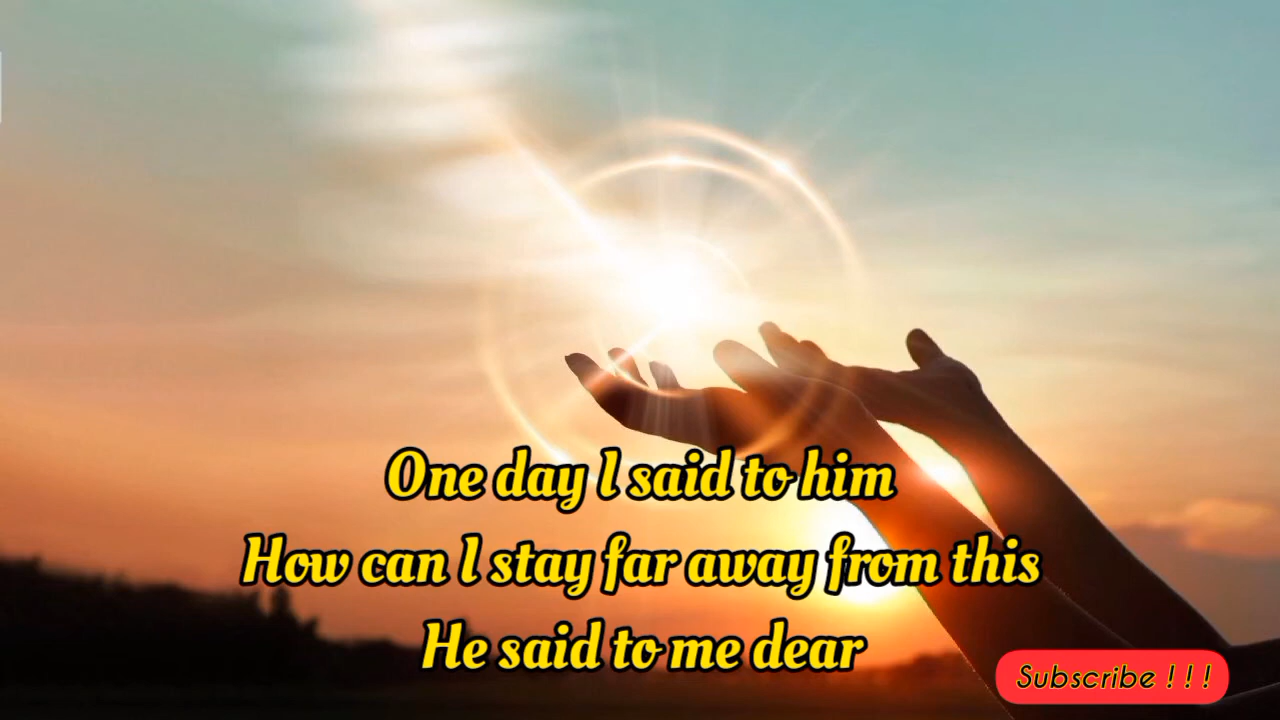 One day I said to him
How can I stay far away from this
He said to me dear
Subscribe ! ! !